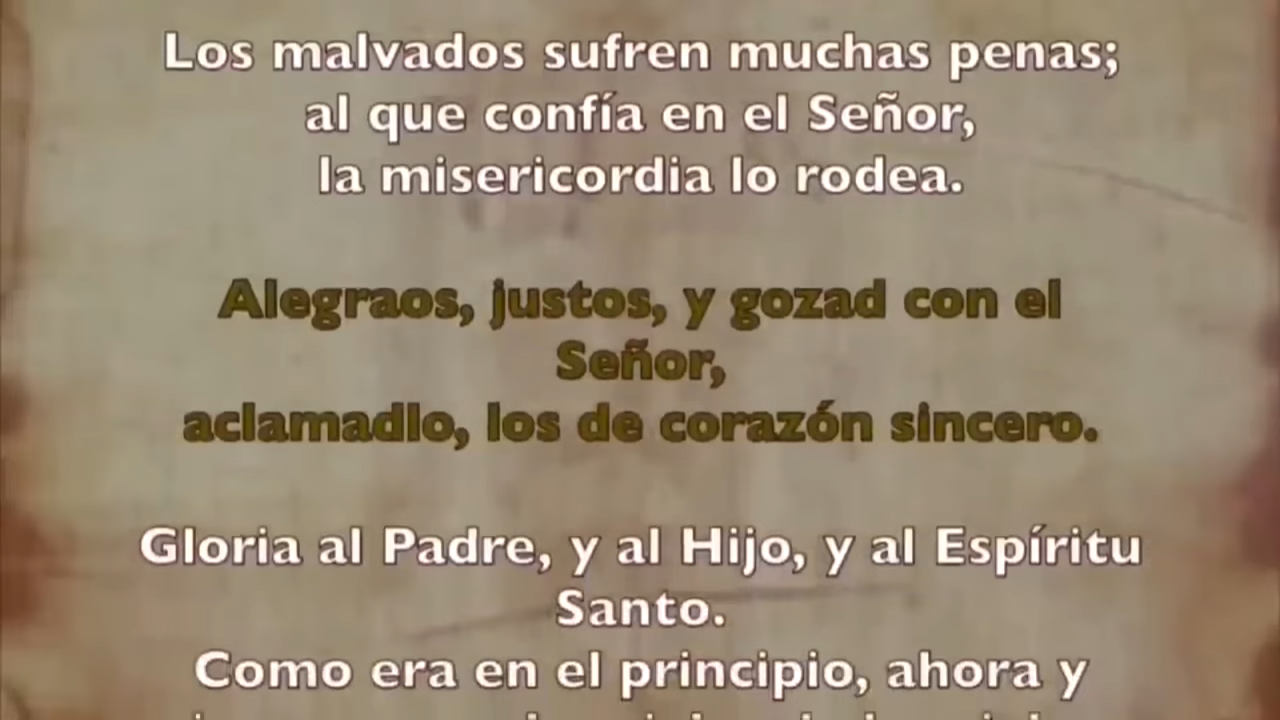 Los malvados sufren muchas penas;
al que confía en el Señor,
la misericordia lo rodea.
Alegraos, justos, y gozad con el
Señor,
aclamadlo, los de corazón sincero.
Gloria al Padre, y al Hijo, y al Espíritu
Santo.
Como era en el principio, ahora y